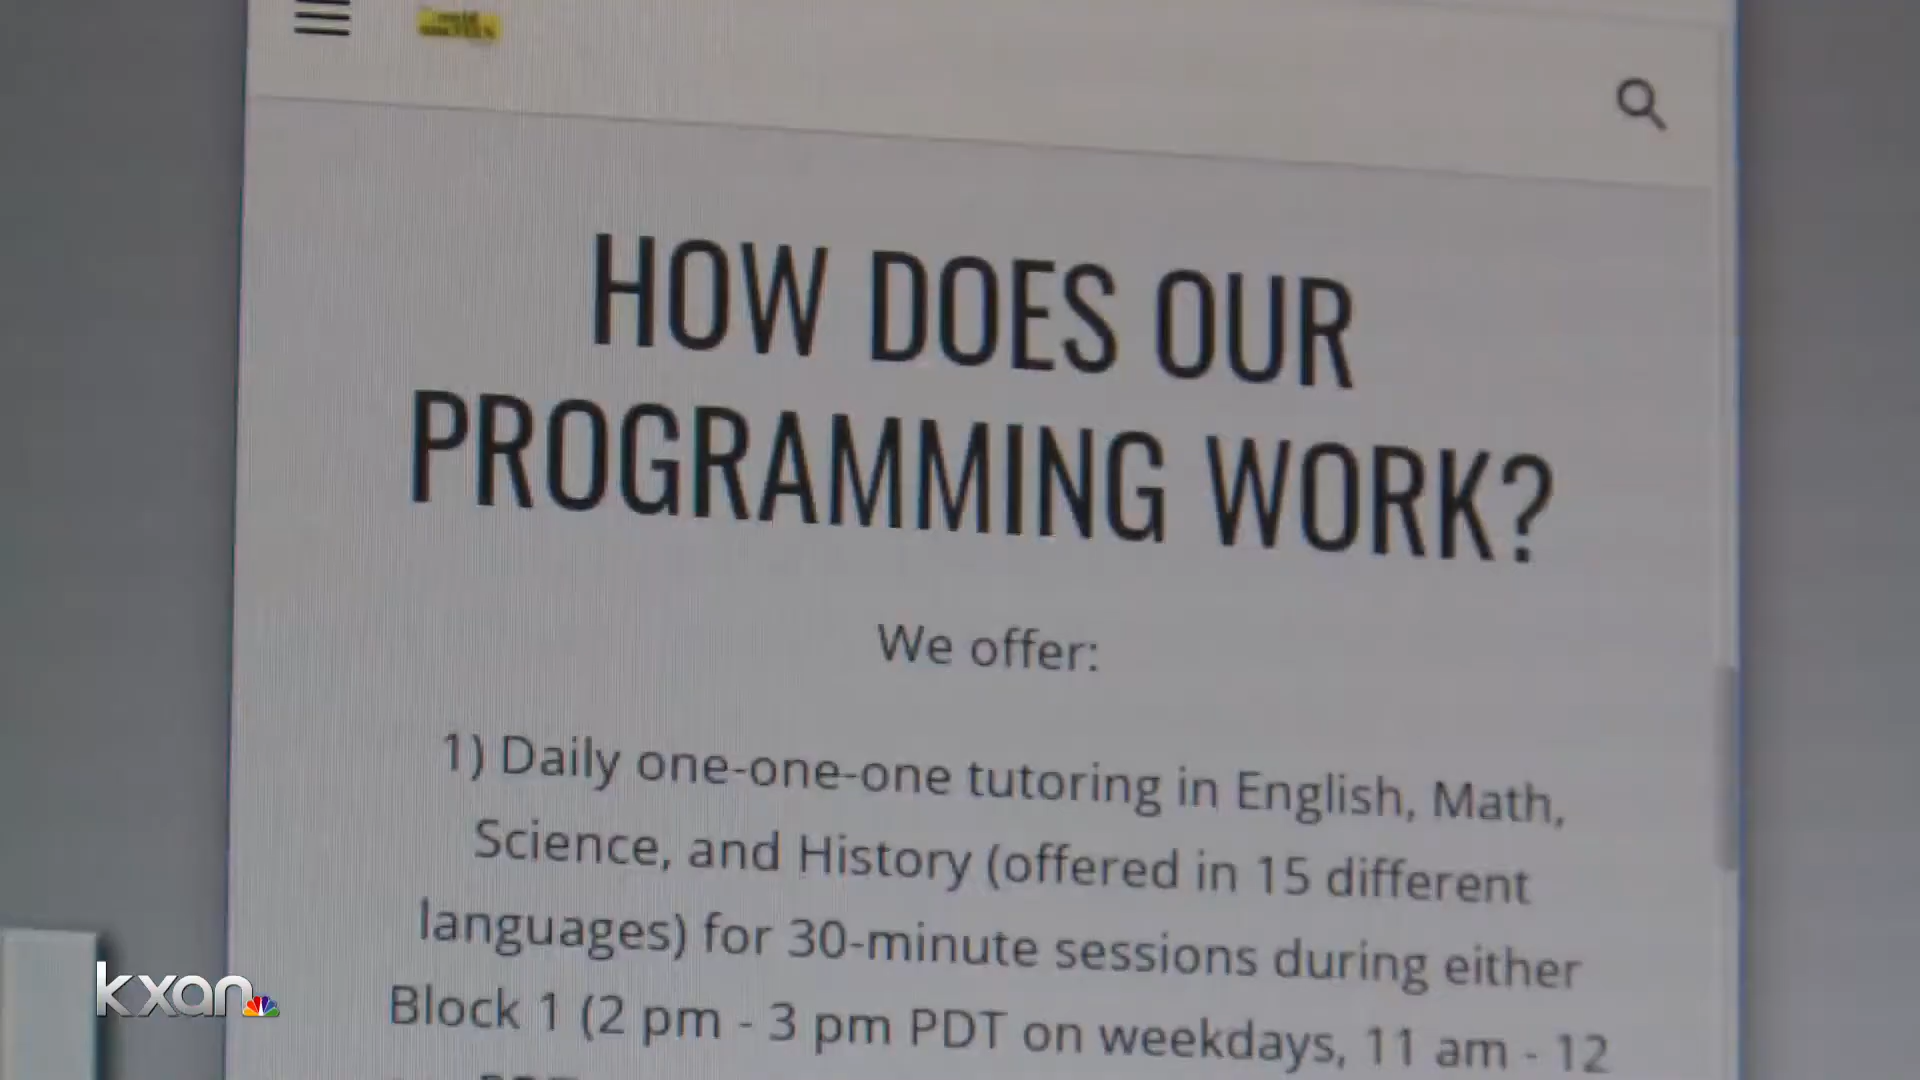 HOW DOES OUR
PROGRAMMING WORK?
We offer:
1) Daily one-one-one tutoring in English, Math,
Science, and History (offered in 15 different
languages) for 30-minute sessions during either
Block 1 (2 pm - 3 pm PDT on weekdays, 11 am - 12
kxan